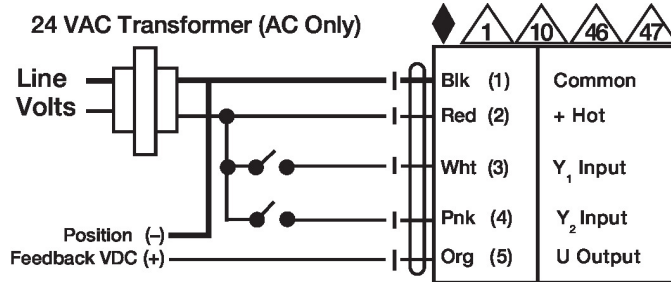 24 VAC Transformer (AC Only)
1 10 46 47
Line
Volts
Blk (1) Common
Red (2) + Hot
Wht (3) Y1 Input
Pnk (4) Y2 Input
Position (–)
Feedback VDC (+)
Org (5) U Output